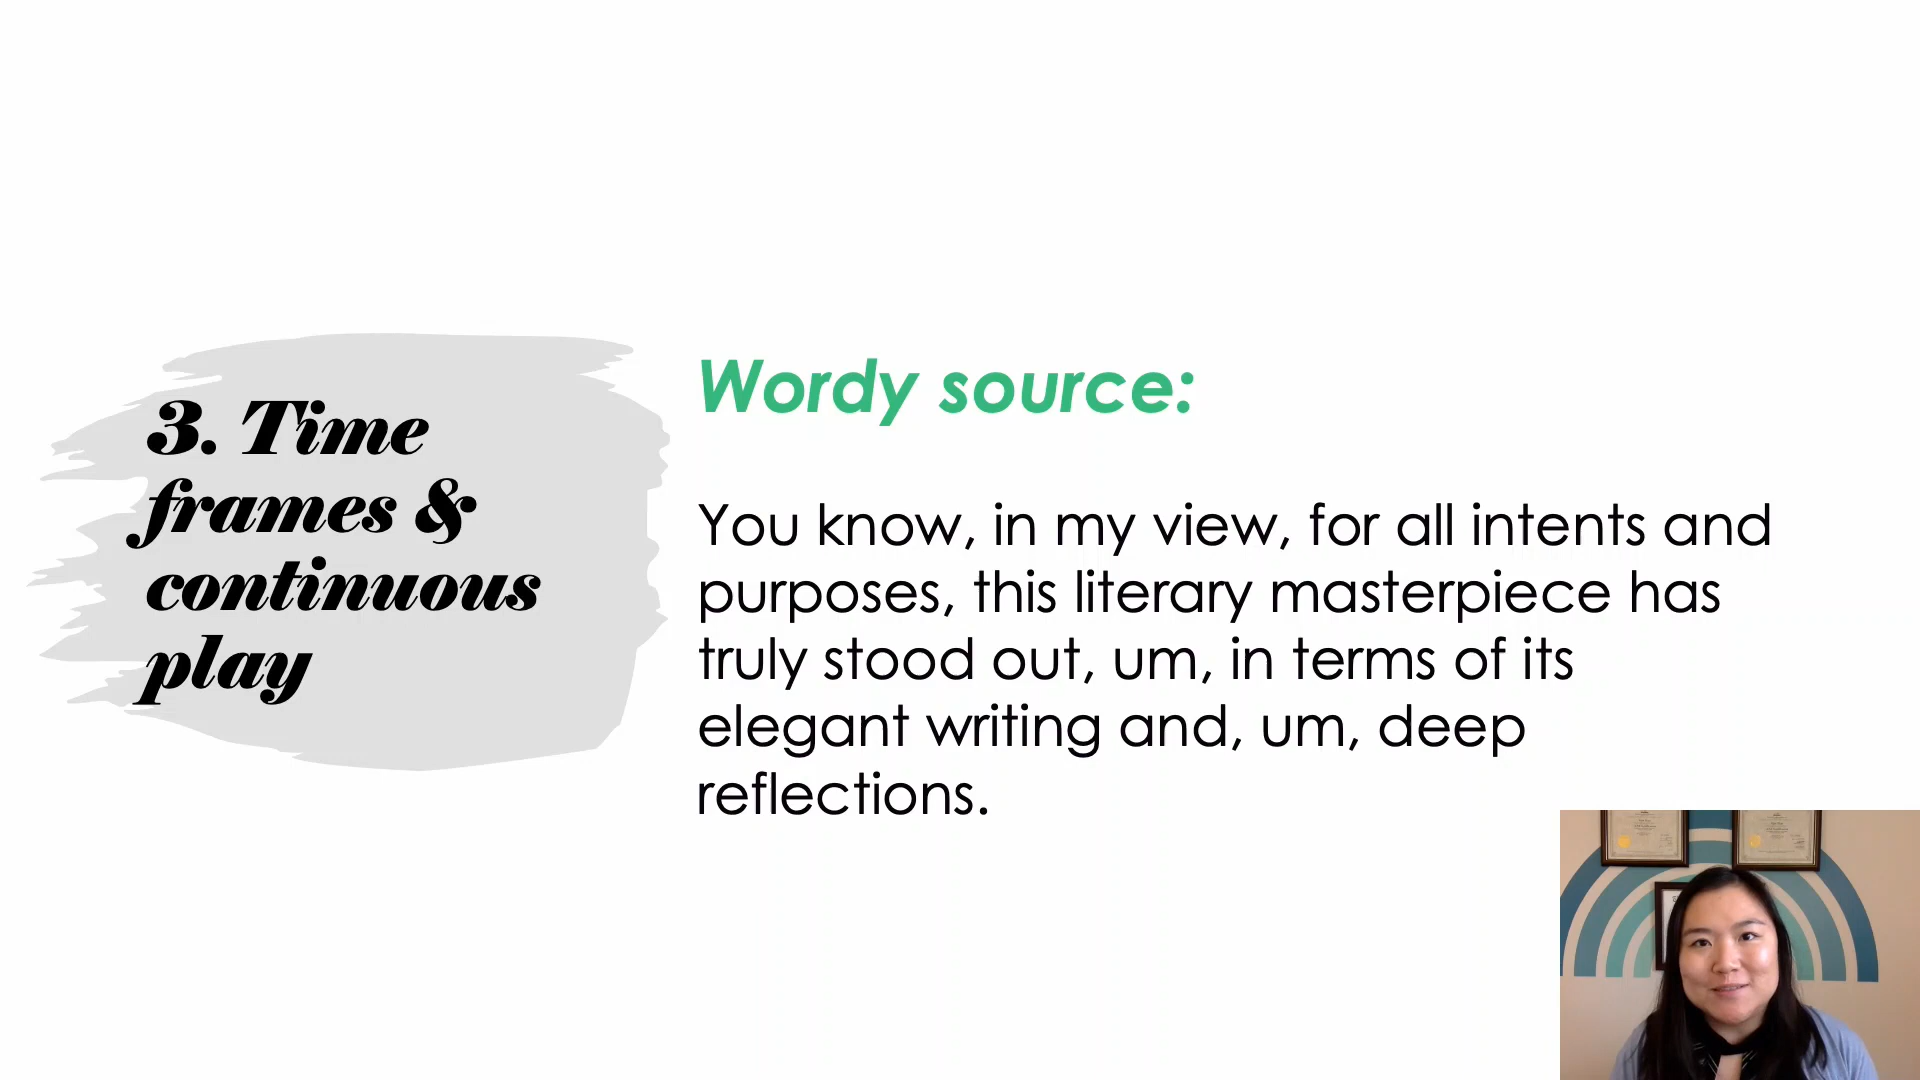 3. Time
frames &
continuous
play
Wordy source:
You know, in my view, for all intents and
purposes, this literary masterpiece has
truly stood out, um, in terms of its
elegant writing and, um, deep
reflections.